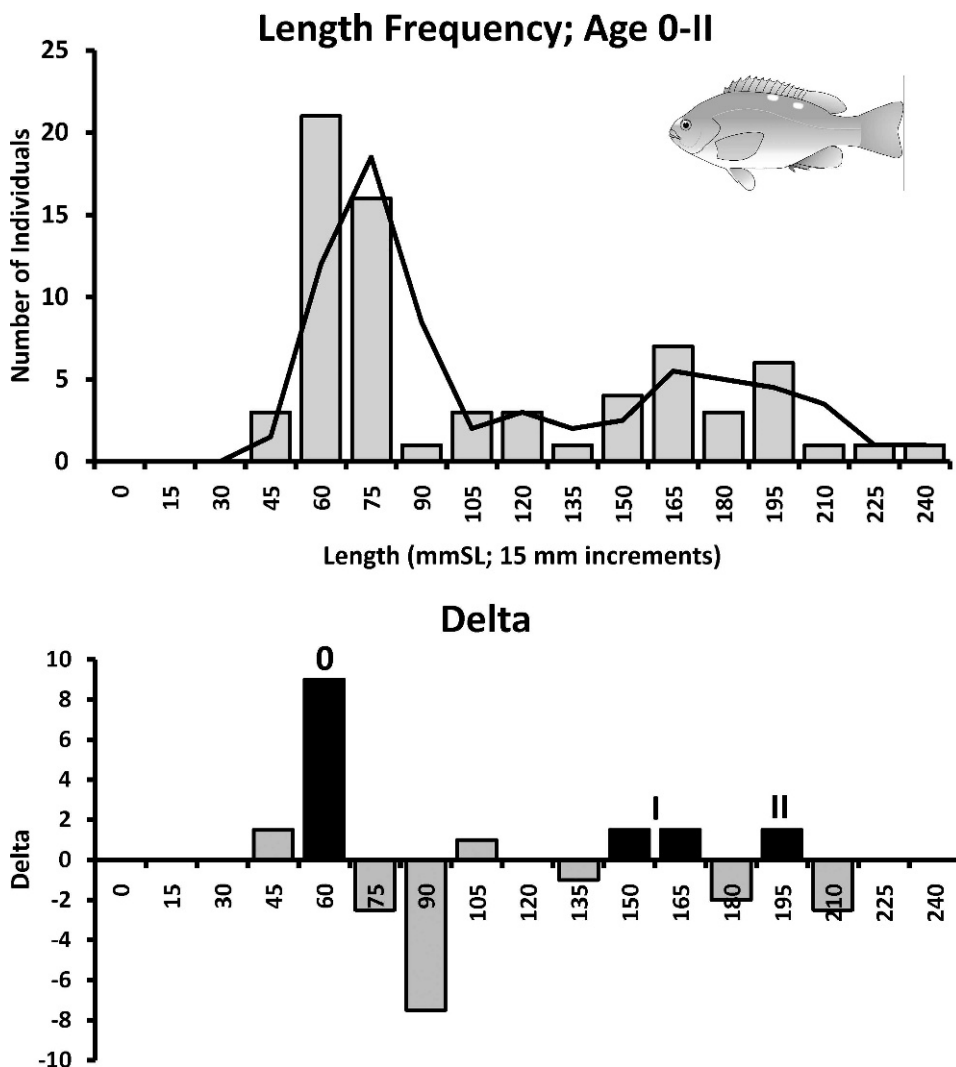 Length Frequency; Age 0-II
25
20
15
10
5
0
Number of Individuals
0 15 30 45 60 75 90 105 120 135 150 165 180 195 210 225 240
Length (mmSL; 15 mm increments)
Delta
10
8
6
4
2
0
-2
-4
-6
-8
-10
Delta
0
I
II
0 15 30 45 60 75 90 105 120 135 150 165 180 195 210 225 240